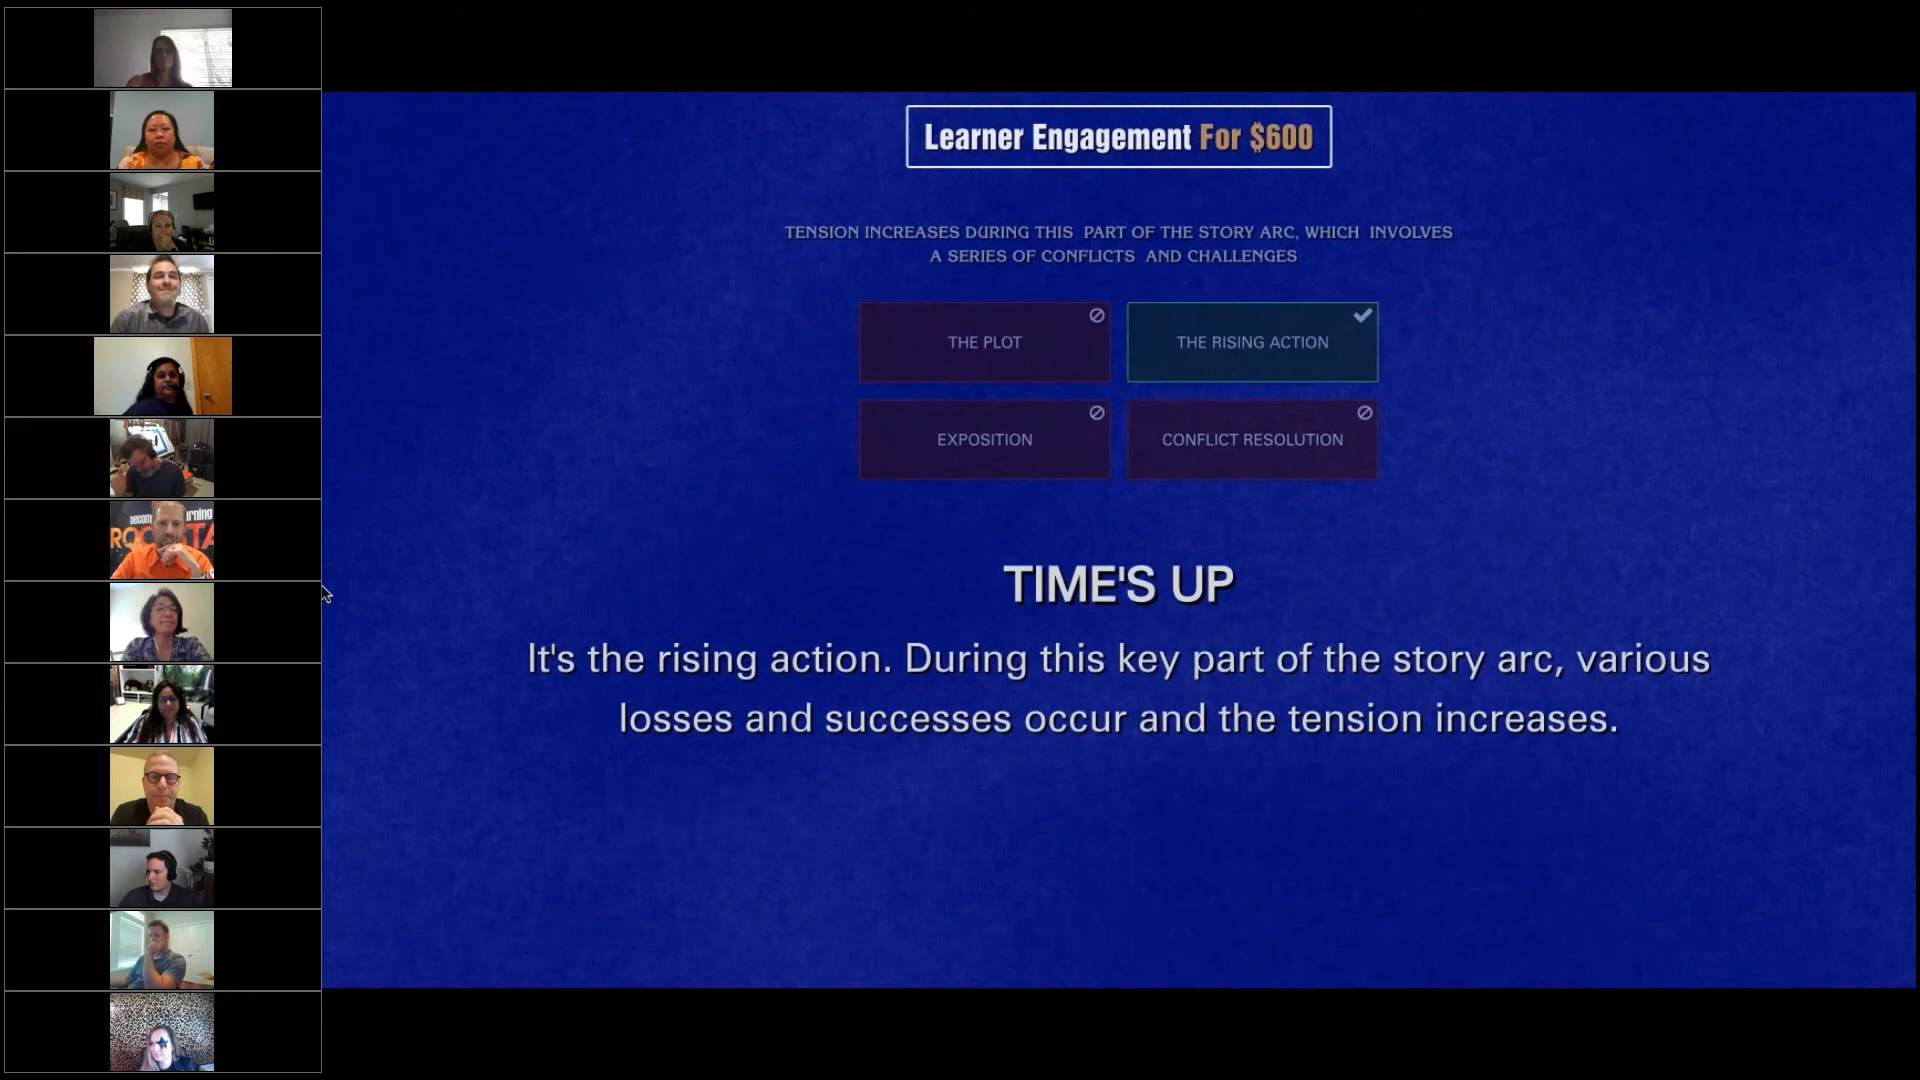 Learner Engagement For $600
TENSION INCREASES DURING THIS PART OF THE STORY ARC, WHICH INVOLVES
A SERIES OF CONFLICTS AND CHALLENGES
THE PLOT
THE RISING ACTION
EXPOSITION
CONFLICT RESOLUTION
TIME'S UP
It's the rising action. During this key part of the story arc, various
losses and successes occur and the tension increases.